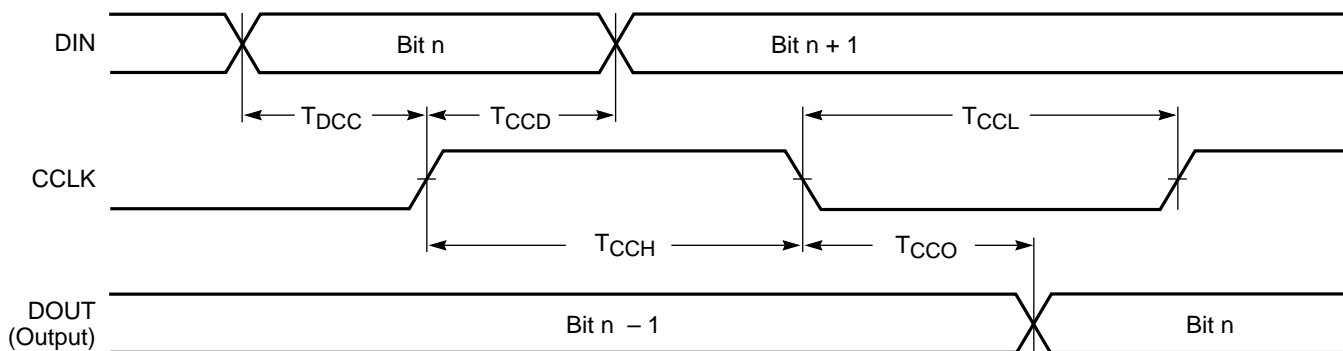 DIN
Bit n
Bit n + 1
TDCC
TCCD
TCCL
CCLK
TCCH
TCCO
DOUT
(Output)
Bit n – 1
Bit n